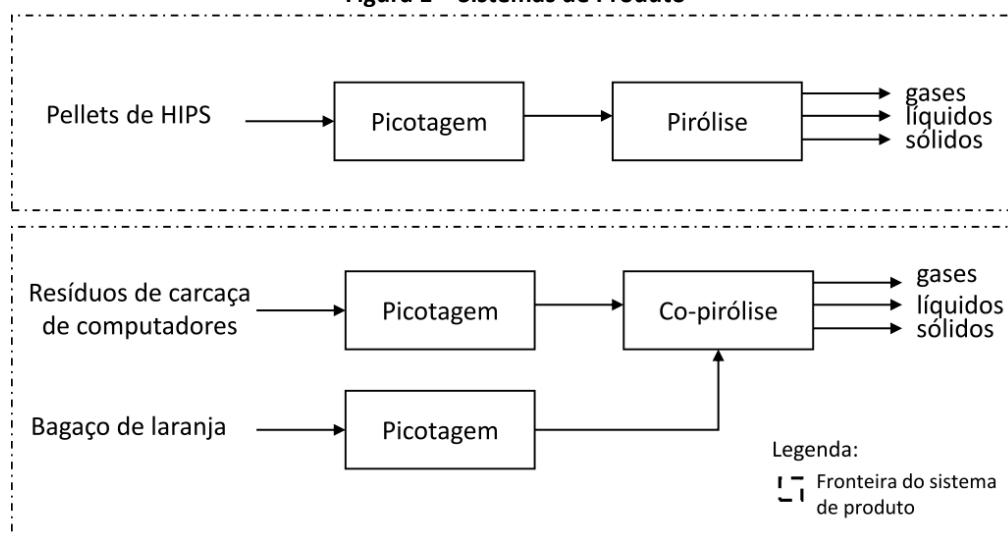 Pellets de HIPS
Picotagem
Pirólise
gases
líquidos
sólidos
Resíduos de carcaça
de computadores
Picotagem
Co-pirólise
gases
líquidos
sólidos
Bagaço de laranja
Picotagem
Legenda:
Fronteira do sistema
de produto